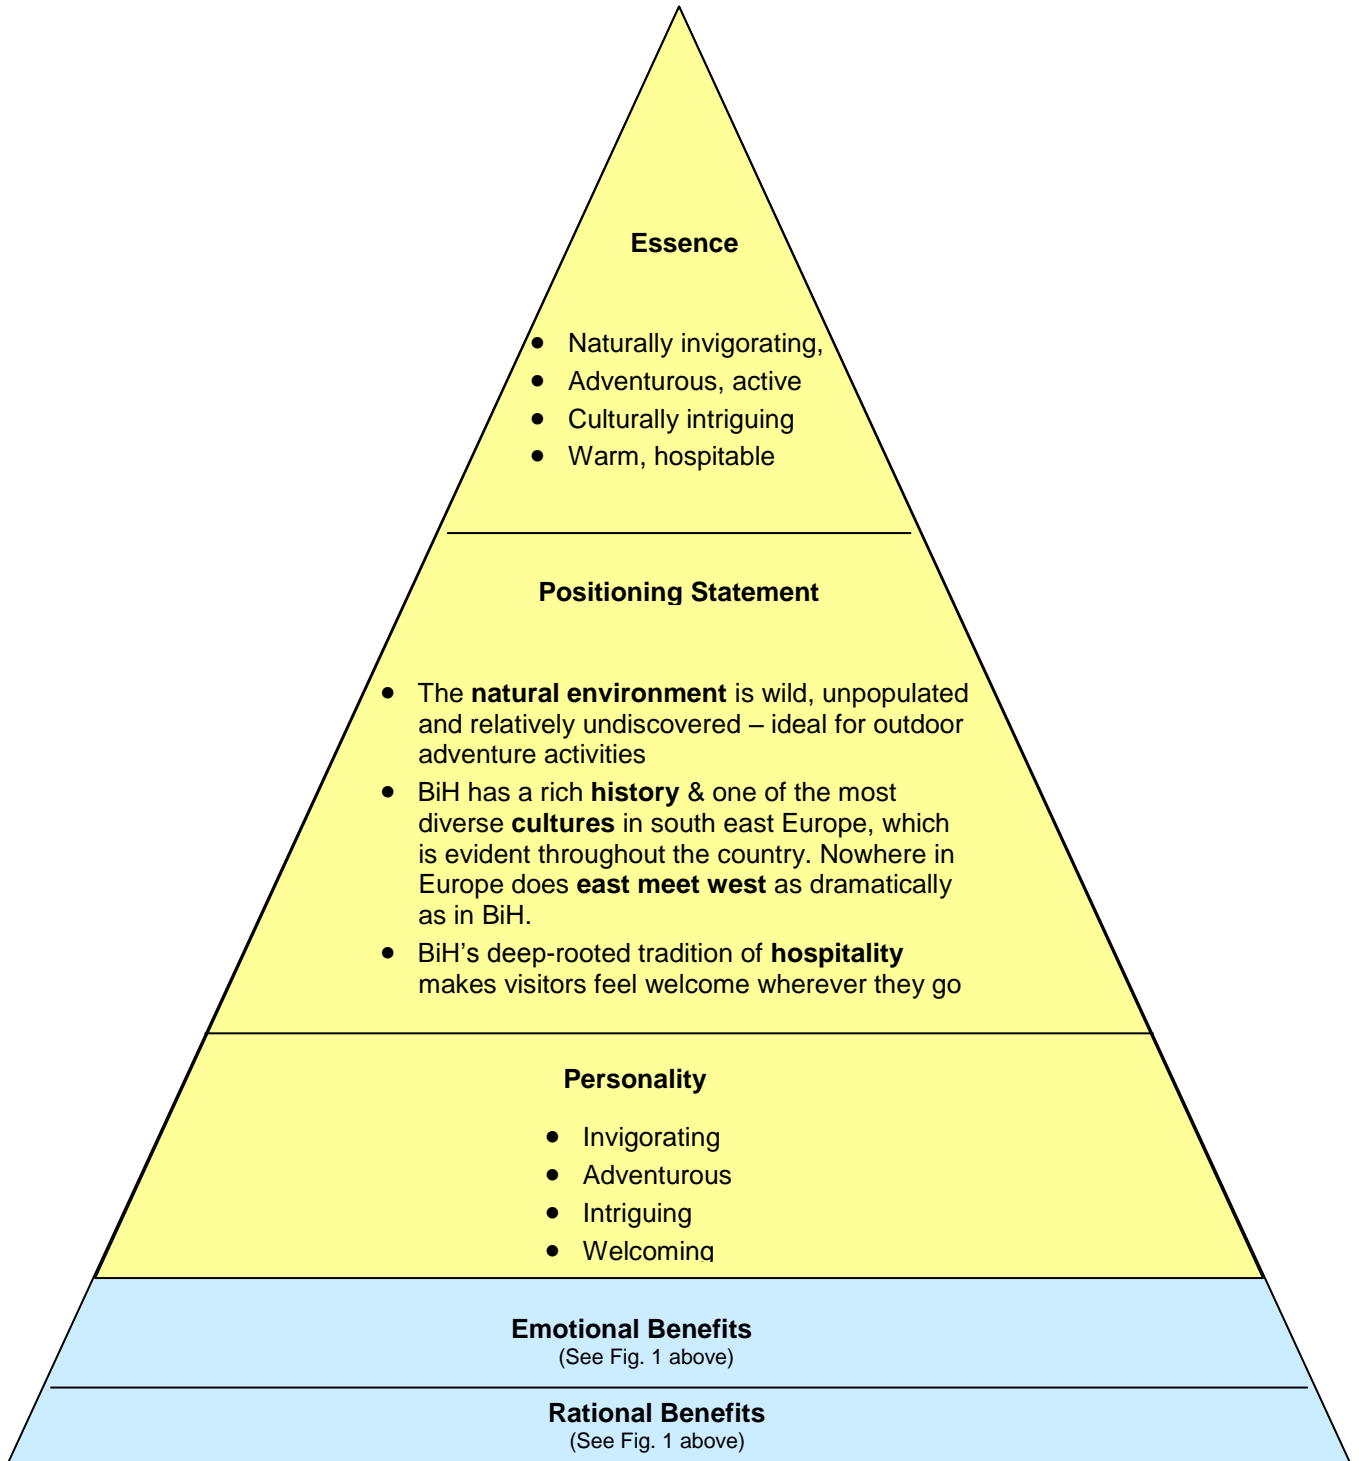 Essence
• Naturally invigorating,
• Adventurous, active
• Culturally intriguing
• Warm, hospitable
Positioning Statement
• The natural environment is wild, unpopulated
and relatively undiscovered – ideal for outdoor
adventure activities
• BiH has a rich history & one of the most
diverse cultures in south east Europe, which
is evident throughout the country. Nowhere in
Europe does east meet west as dramatically
as in BiH.
• BiH’s deep-rooted tradition of hospitality
makes visitors feel welcome wherever they go
Personality
• Invigorating
• Adventurous
• Intriguing
• Welcoming
Emotional Benefits
(See Fig. 1 above)
Rational Benefits
(See Fig. 1 above)